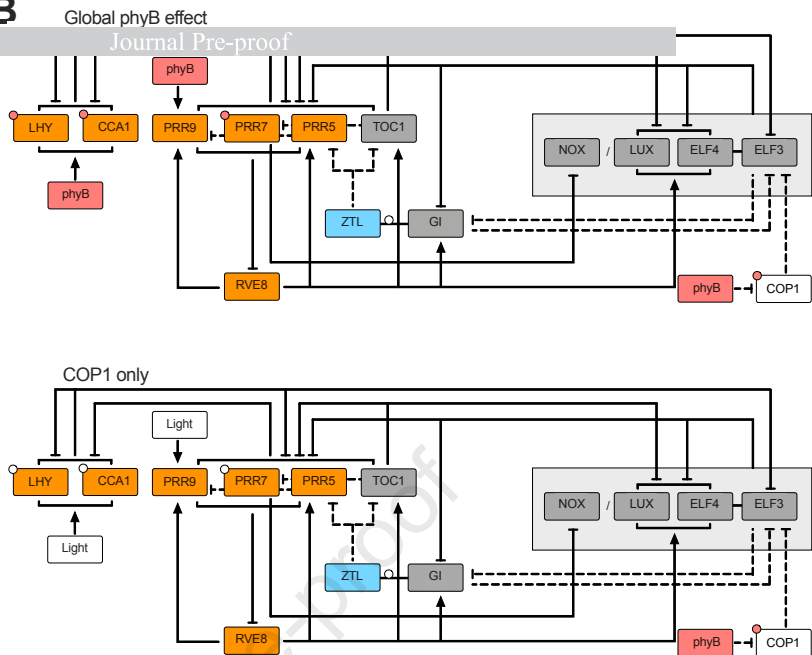 B
Global phyB effect
Journal Pre-proof
phyB
LHY CCA1 PRR9 PRR7 PRR5 TOC1
NOX / LUX ELF4 ELF3
phyB
ZTL GI
RVE8
phyB COP1
COP1 only
Light
LHY CCA1 PRR9 PRR7 PRR5 TOC1
NOX / LUX ELF4 ELF3
Light
ZTL GI
RVE8
phyB COP1
e-proof